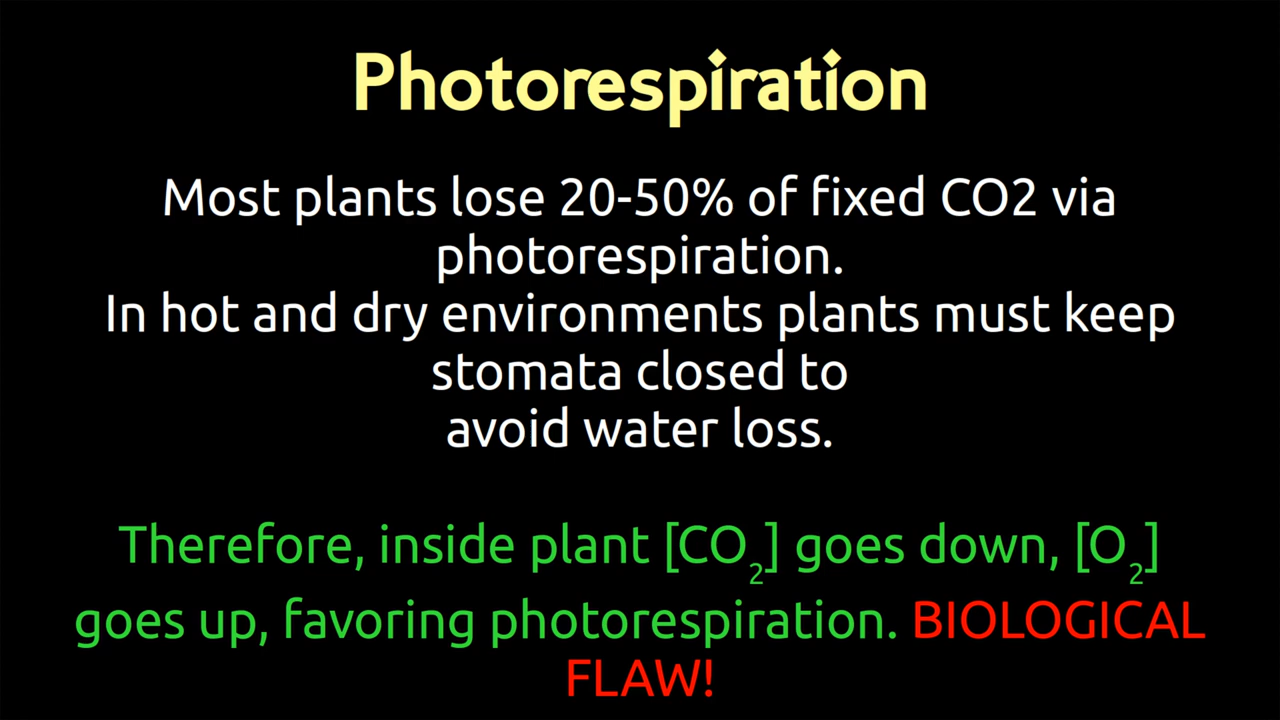 Photorespiration
Most plants lose 20-50% of fixed CO2 via
photorespiration.
In hot and dry environments plants must keep
stomata closed to
avoid water loss.
Therefore, inside plant [CO₂] goes down, [O₂]
goes up, favoring photorespiration. BIOLOGICAL
FLAW!